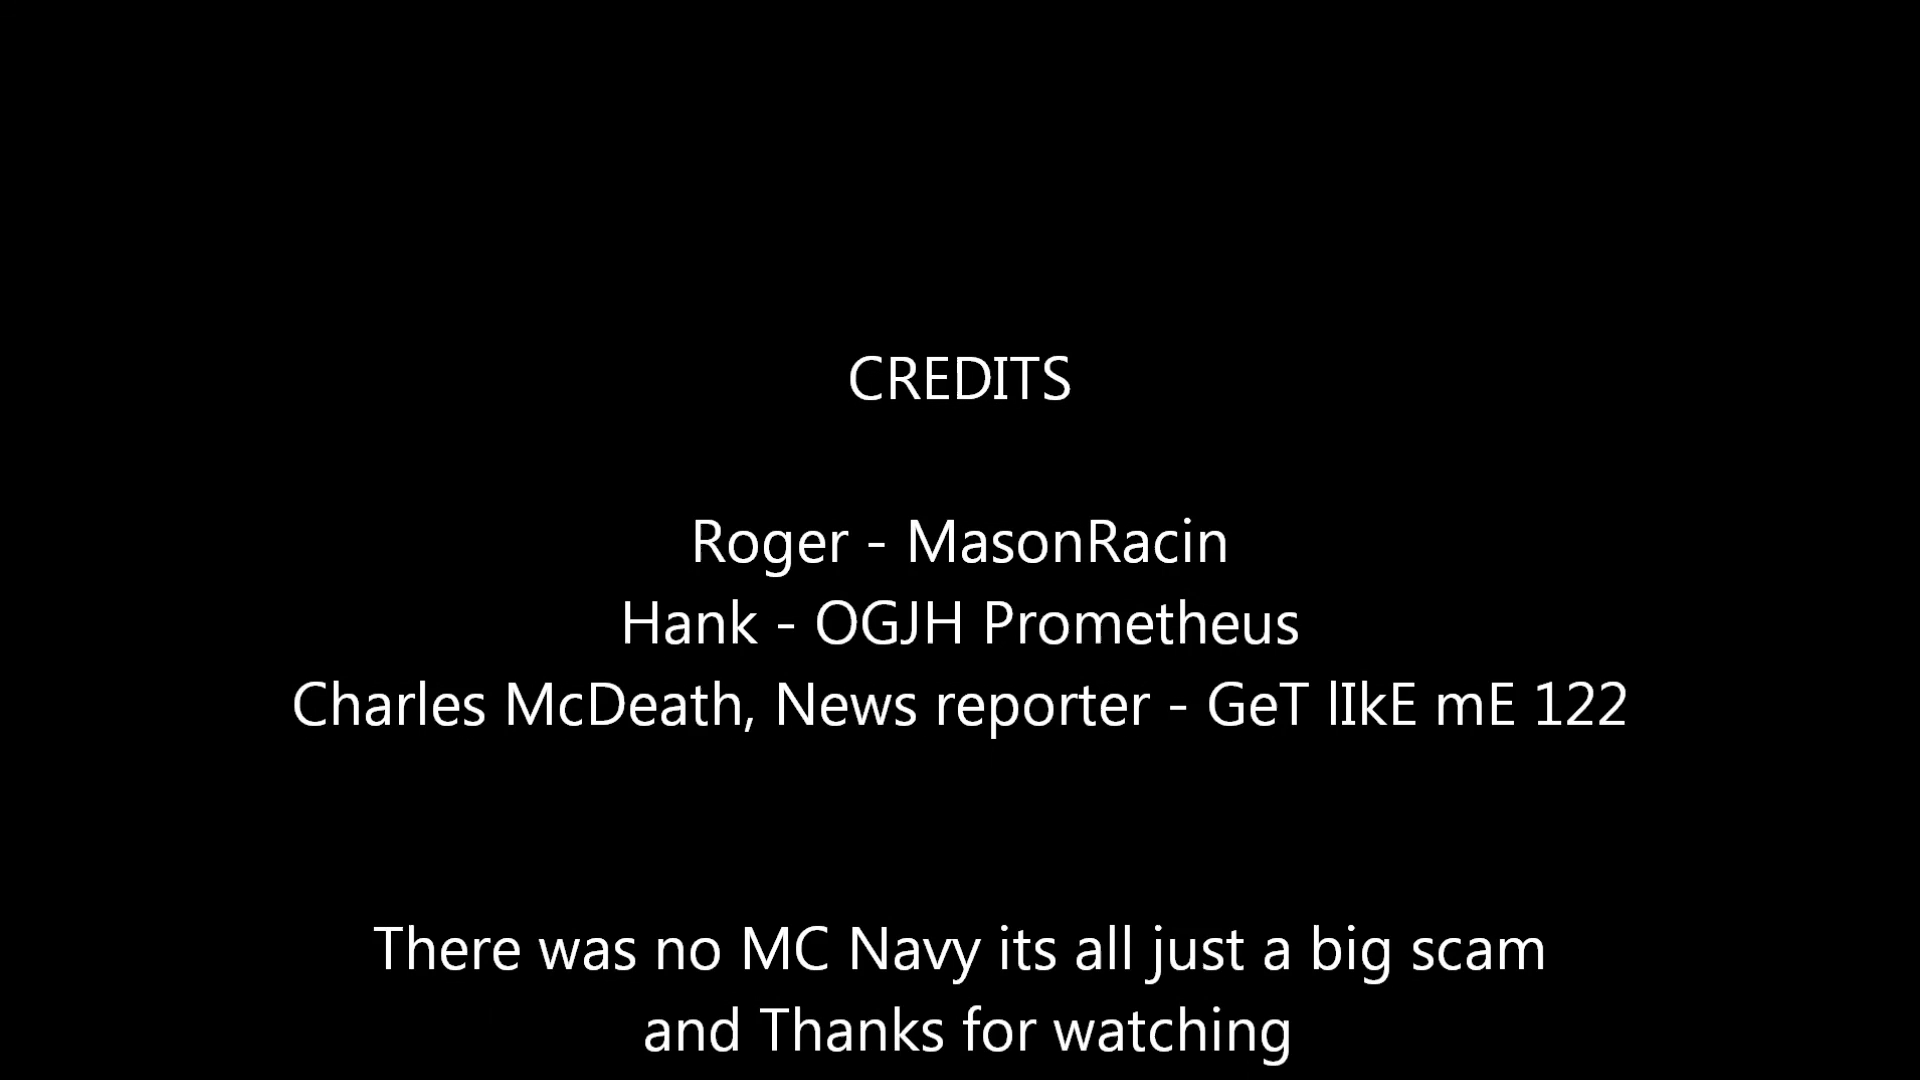 CREDITS
Roger - MasonRacin
Hank - OGJH Prometheus
Charles McDeath, News reporter - GeT lIkE mE 122
There was no MC Navy its all just a big scam
and Thanks for watching